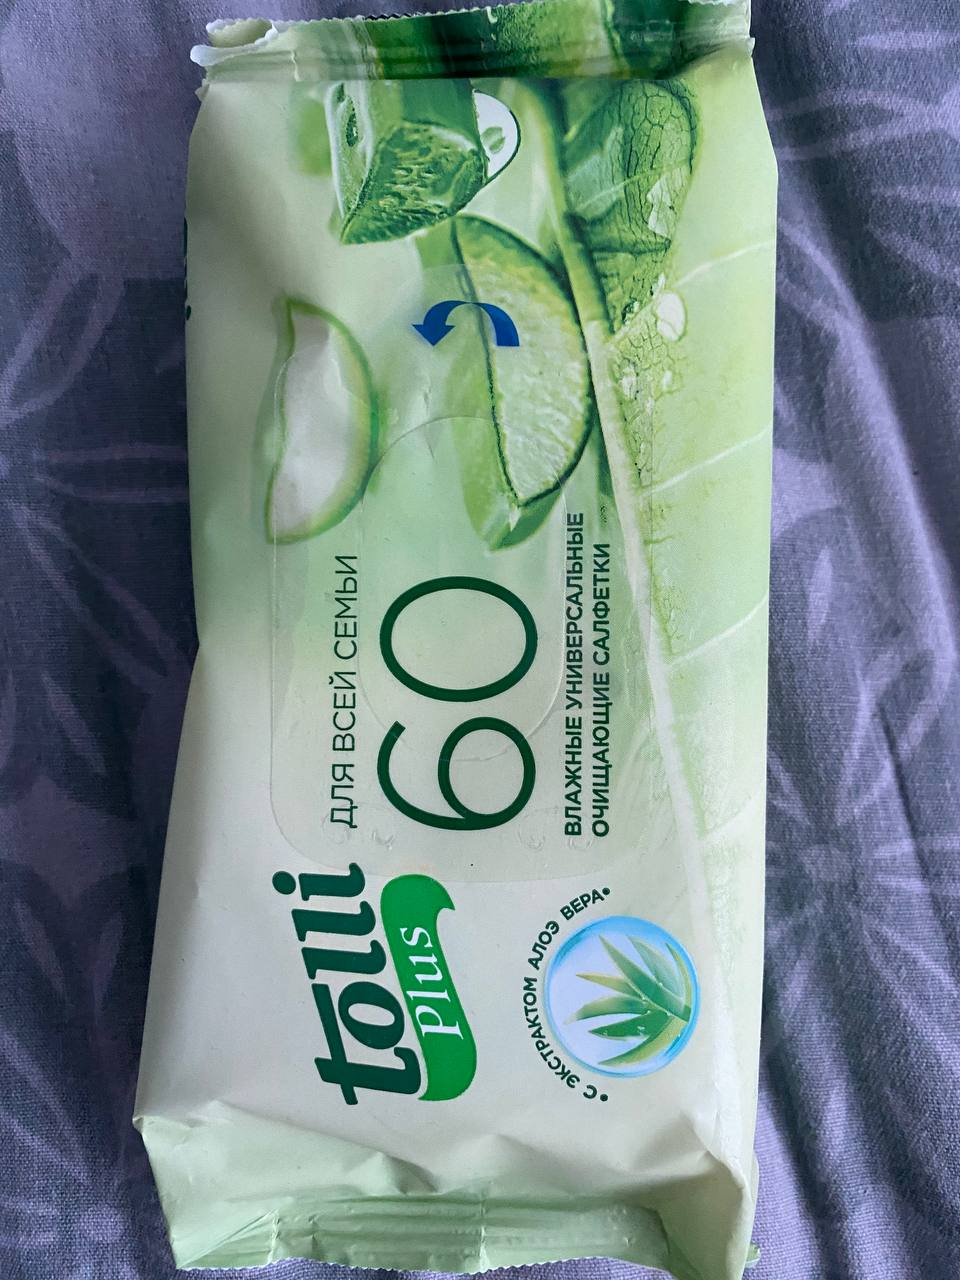 tolli
Plus
ДЛЯ ВСЕЙ СЕМЬИ
60
ВЛАЖНЫЕ УНИВЕРСАЛЬНЫЕ
ОЧИЩАЮЩИЕ САЛФЕТКИ
•С ЭКСТРАКТОМ АЛОЭ ВЕРА•